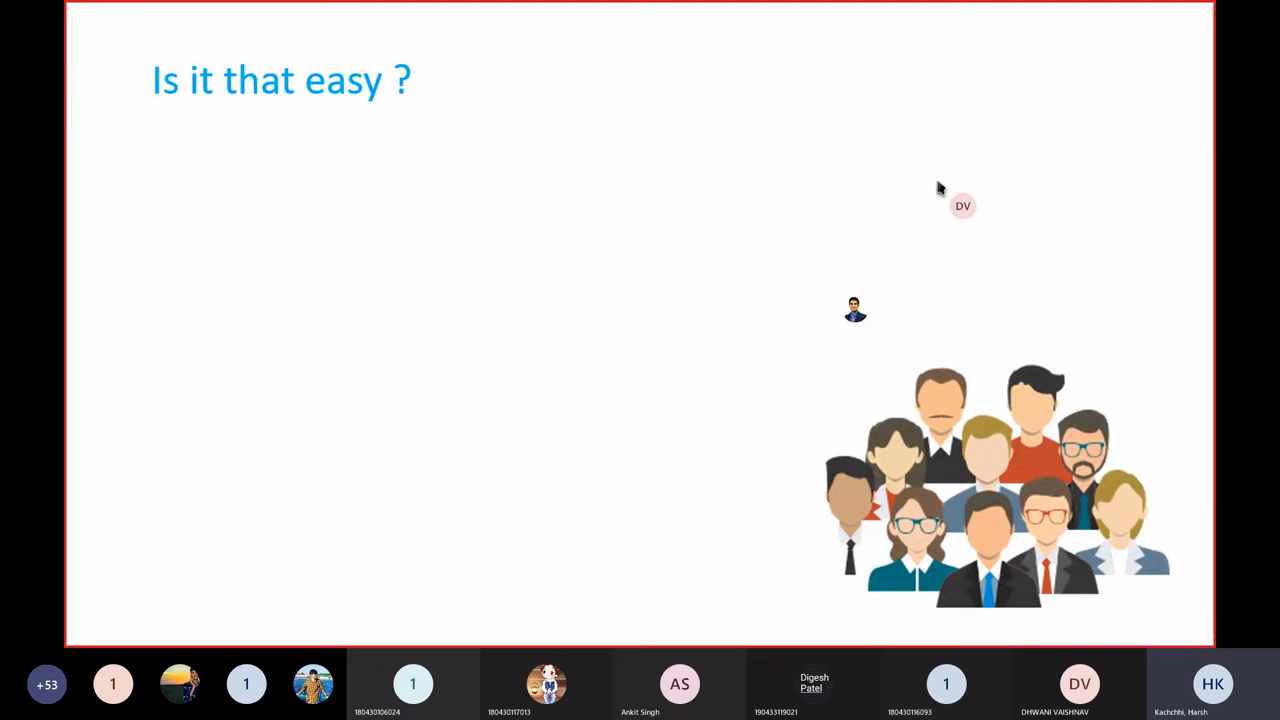 Is it that easy ?
DV
+53
1
1
1
180430106024
180430117013
AS
Ankit Singh
Digesh
Patel
190433119021
1
180430116093
DV
DHWANI VAISHNAV
HK
Kachchhi, Harsh